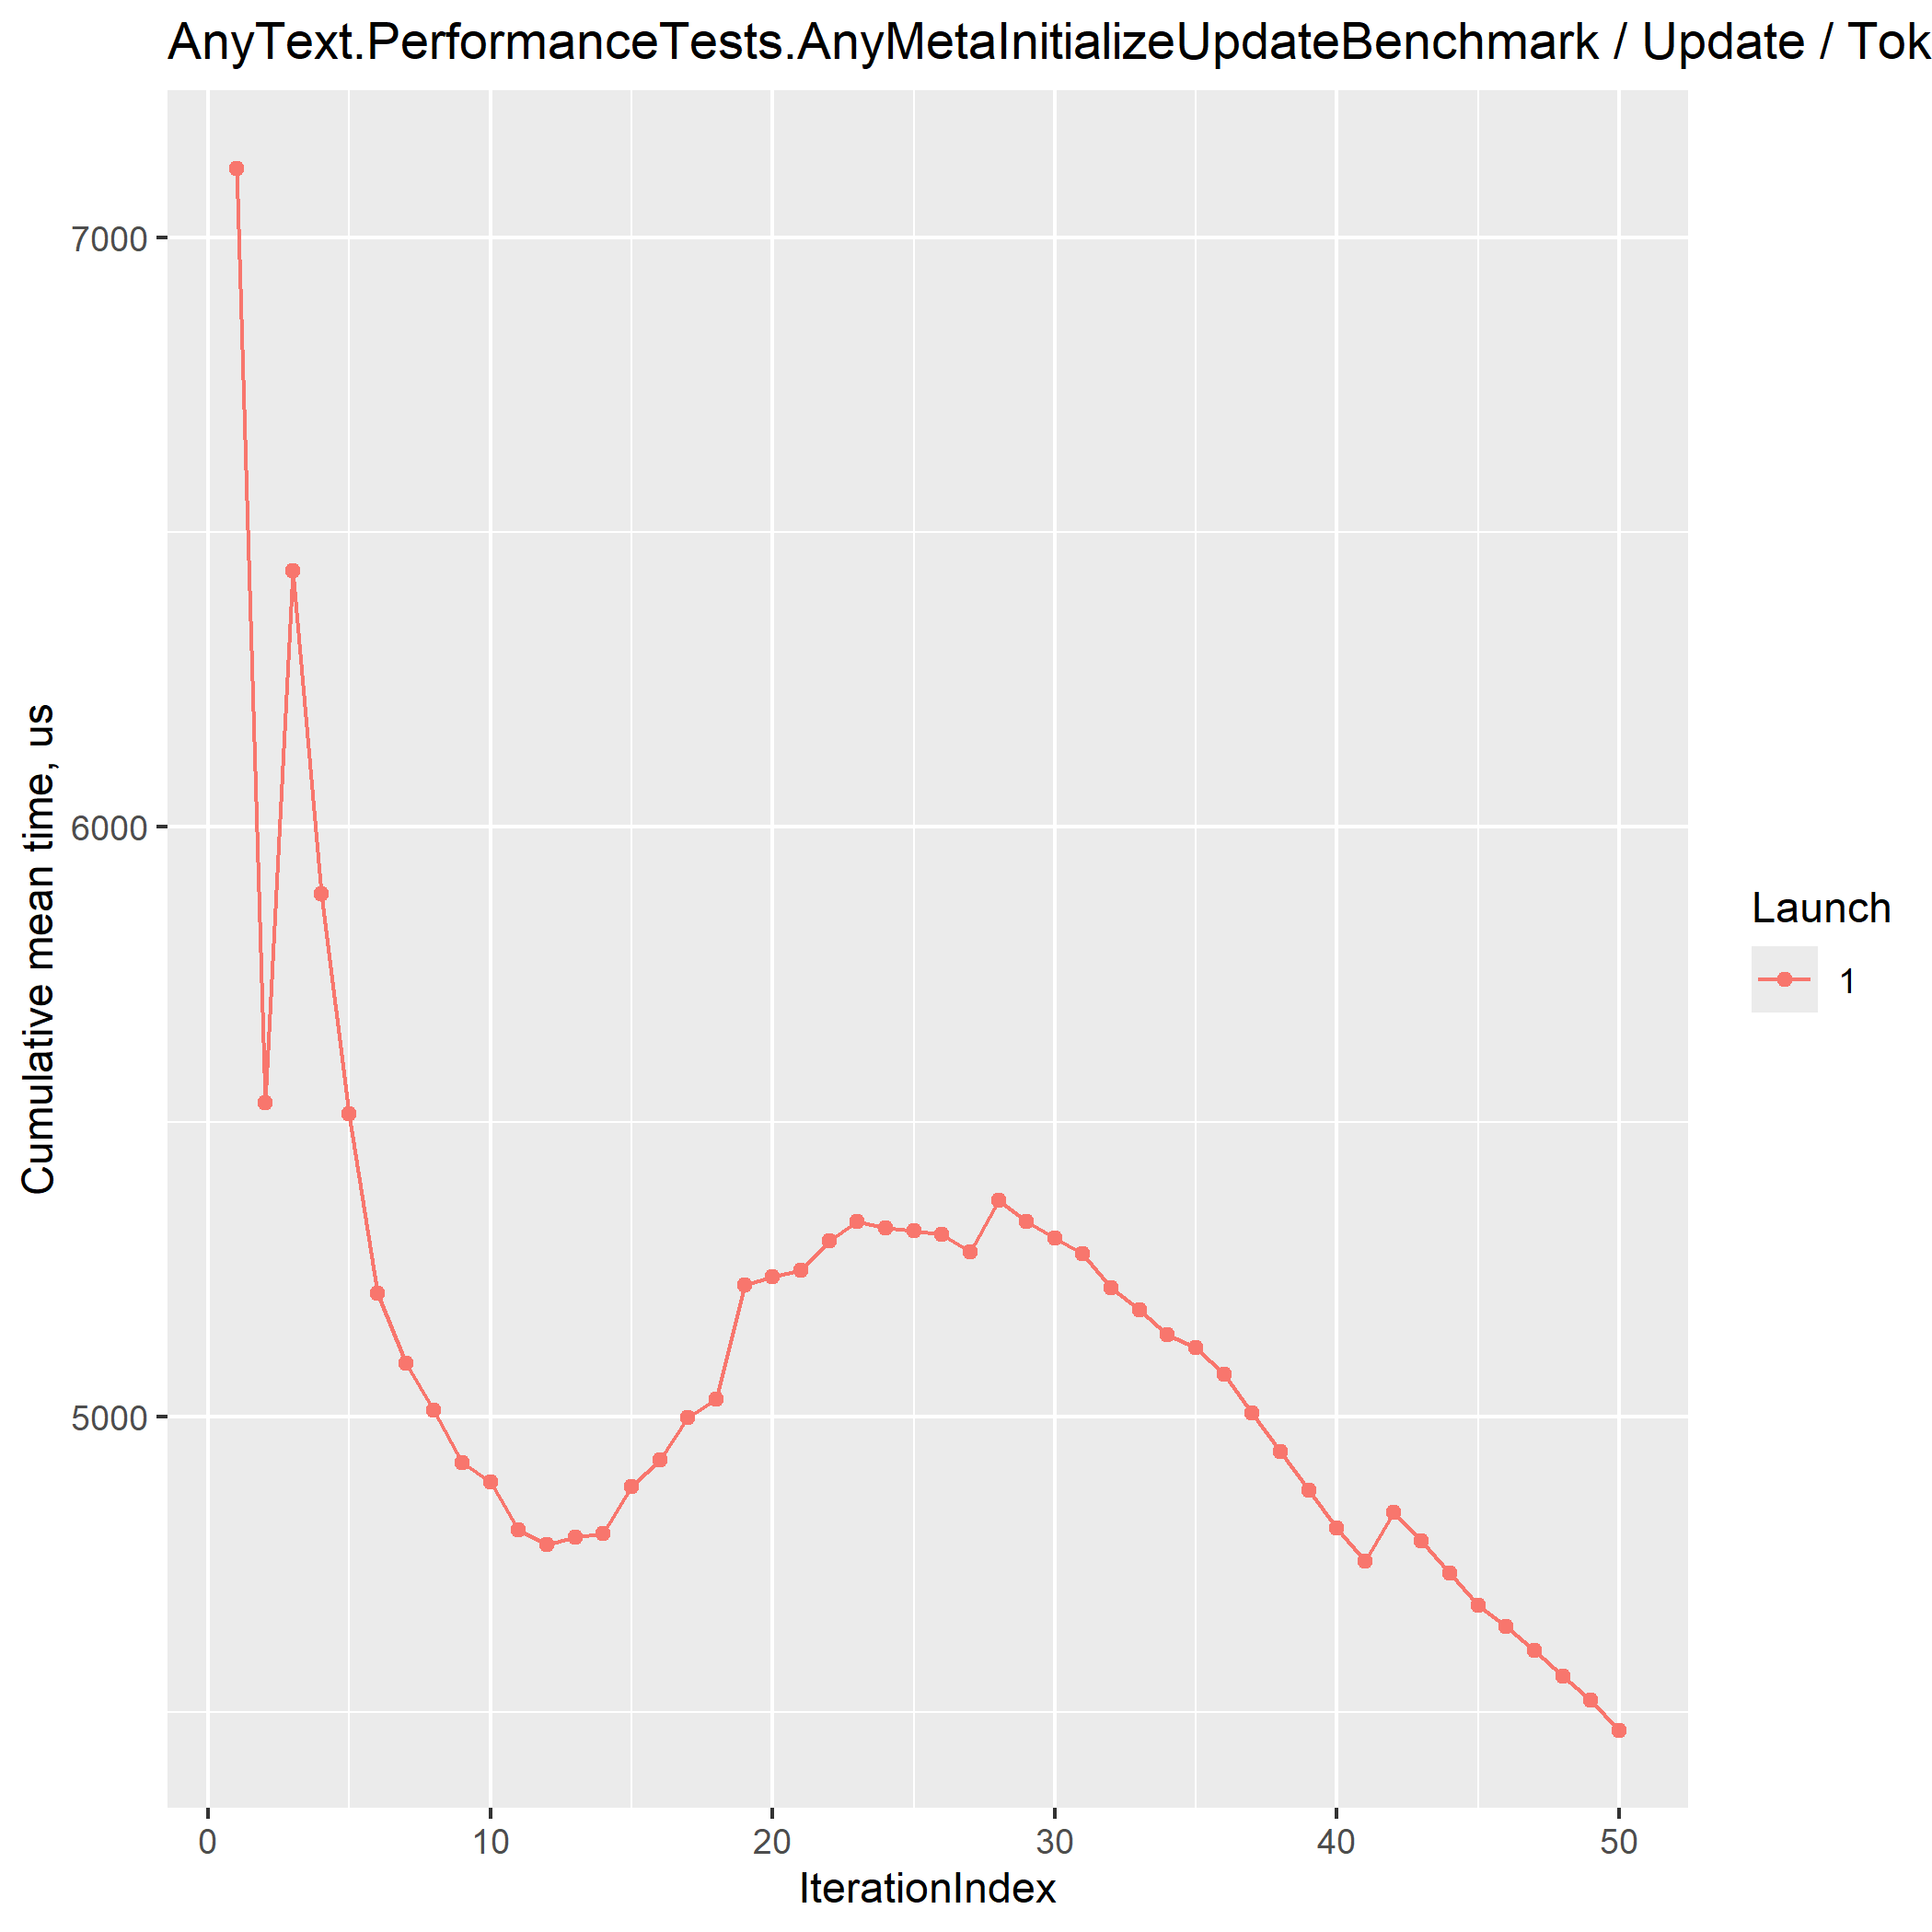 AnyText.PerformanceTests.AnyMetaInitializeUpdateBenchmark / Update / Tok
7000
6000
5000
Cumulative mean time, us
0 10 20 30 40 50
IterationIndex
Launch
1